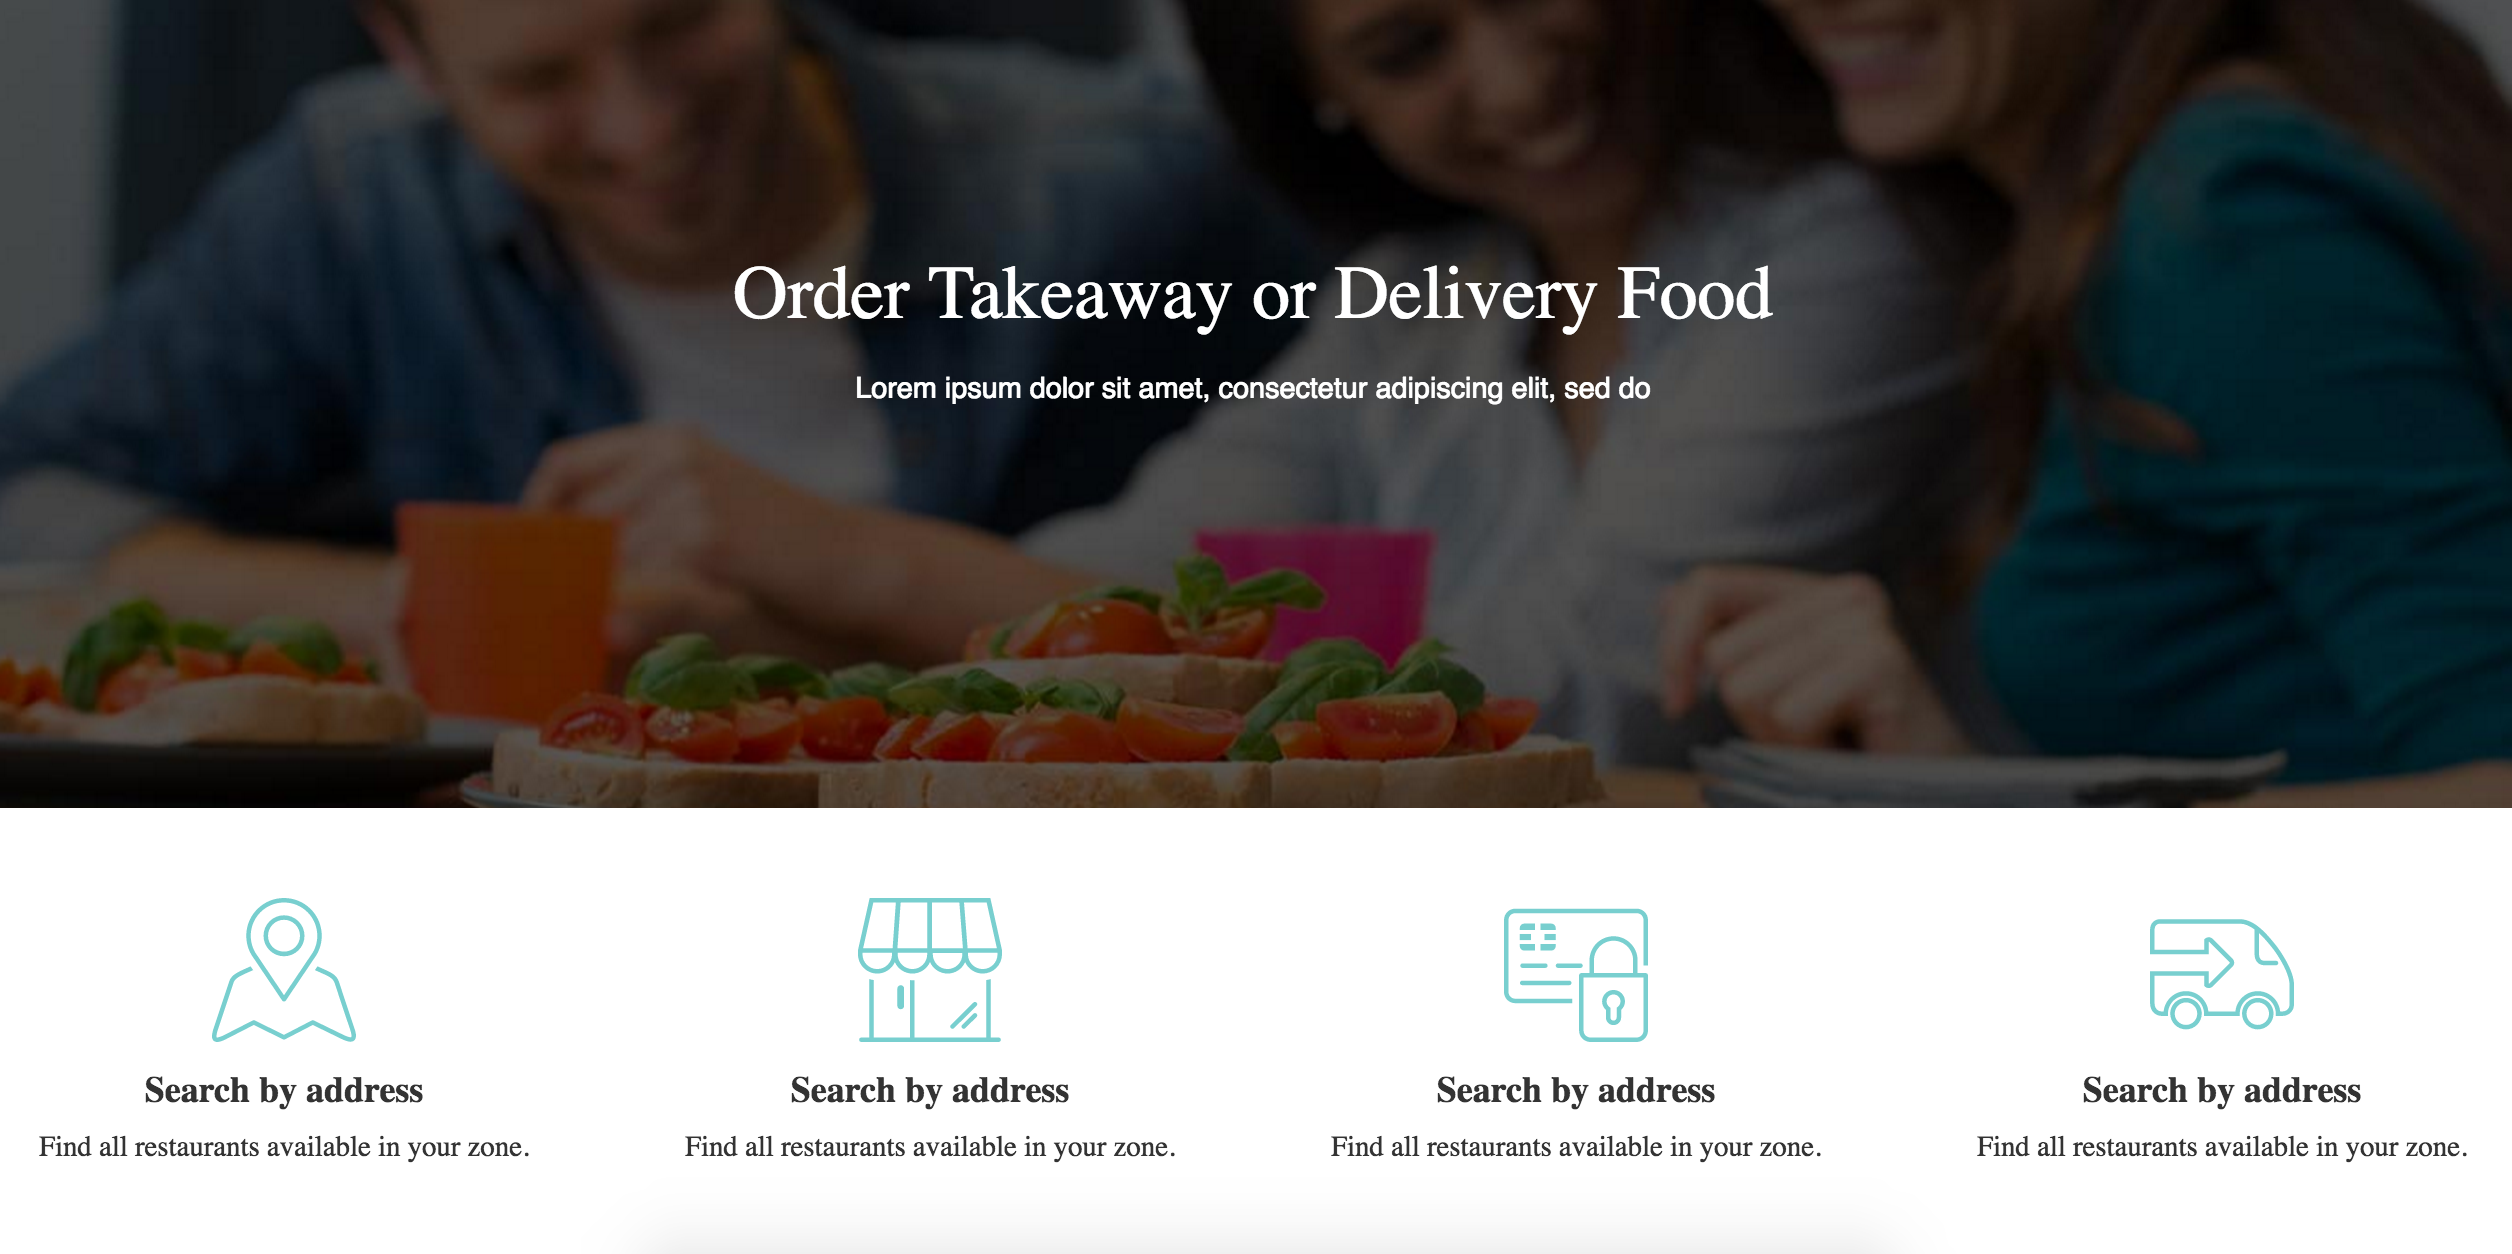 Order Takeaway or Delivery Food
Lorem ipsum dolor sit amet, consectetur adipiscing elit, sed do
Search by address
Find all restaurants available in your zone.
Search by address
Find all restaurants available in your zone.
Search by address
Find all restaurants available in your zone.
Search by address
Find all restaurants available in your zone.